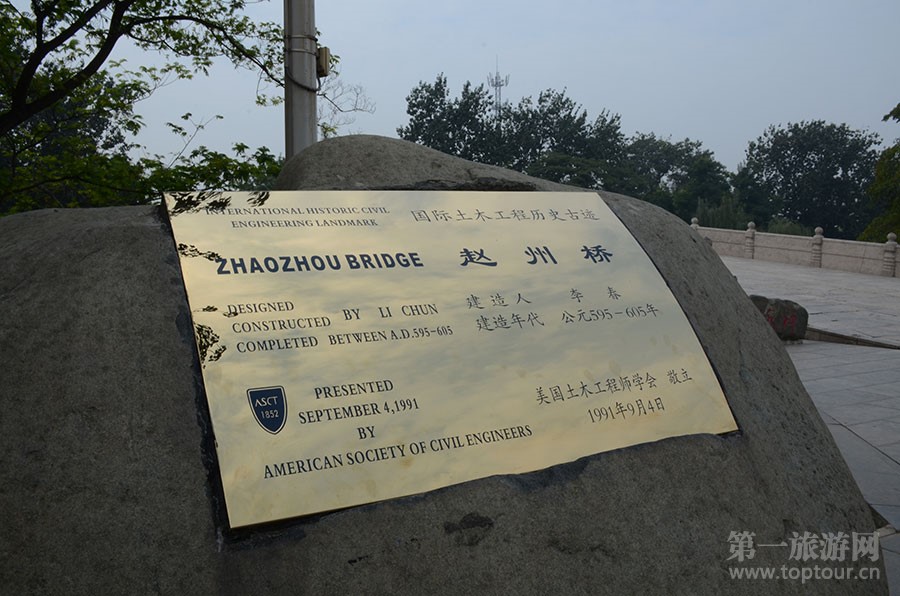 INTERNATIONAL HISTORIC CIVIL
ENGINEERING LANDMARK
国际土木工程历史古迹
ZHAOZHOU BRIDGE 赵州桥
DESIGNED
CONSTRUCTED BY LI CHUN
COMPLETED BETWEEN A.D.595-605
建造人 李春
建造年代 公元595-605年
ASCT
1852
PRESENTED
SEPTEMBER 4,1991
BY
AMERICAN SOCIETY OF CIVIL ENGINEERS
美国土木工程师学会 敬立
1991年9月4日
第一旅游网
www.toptour.cn